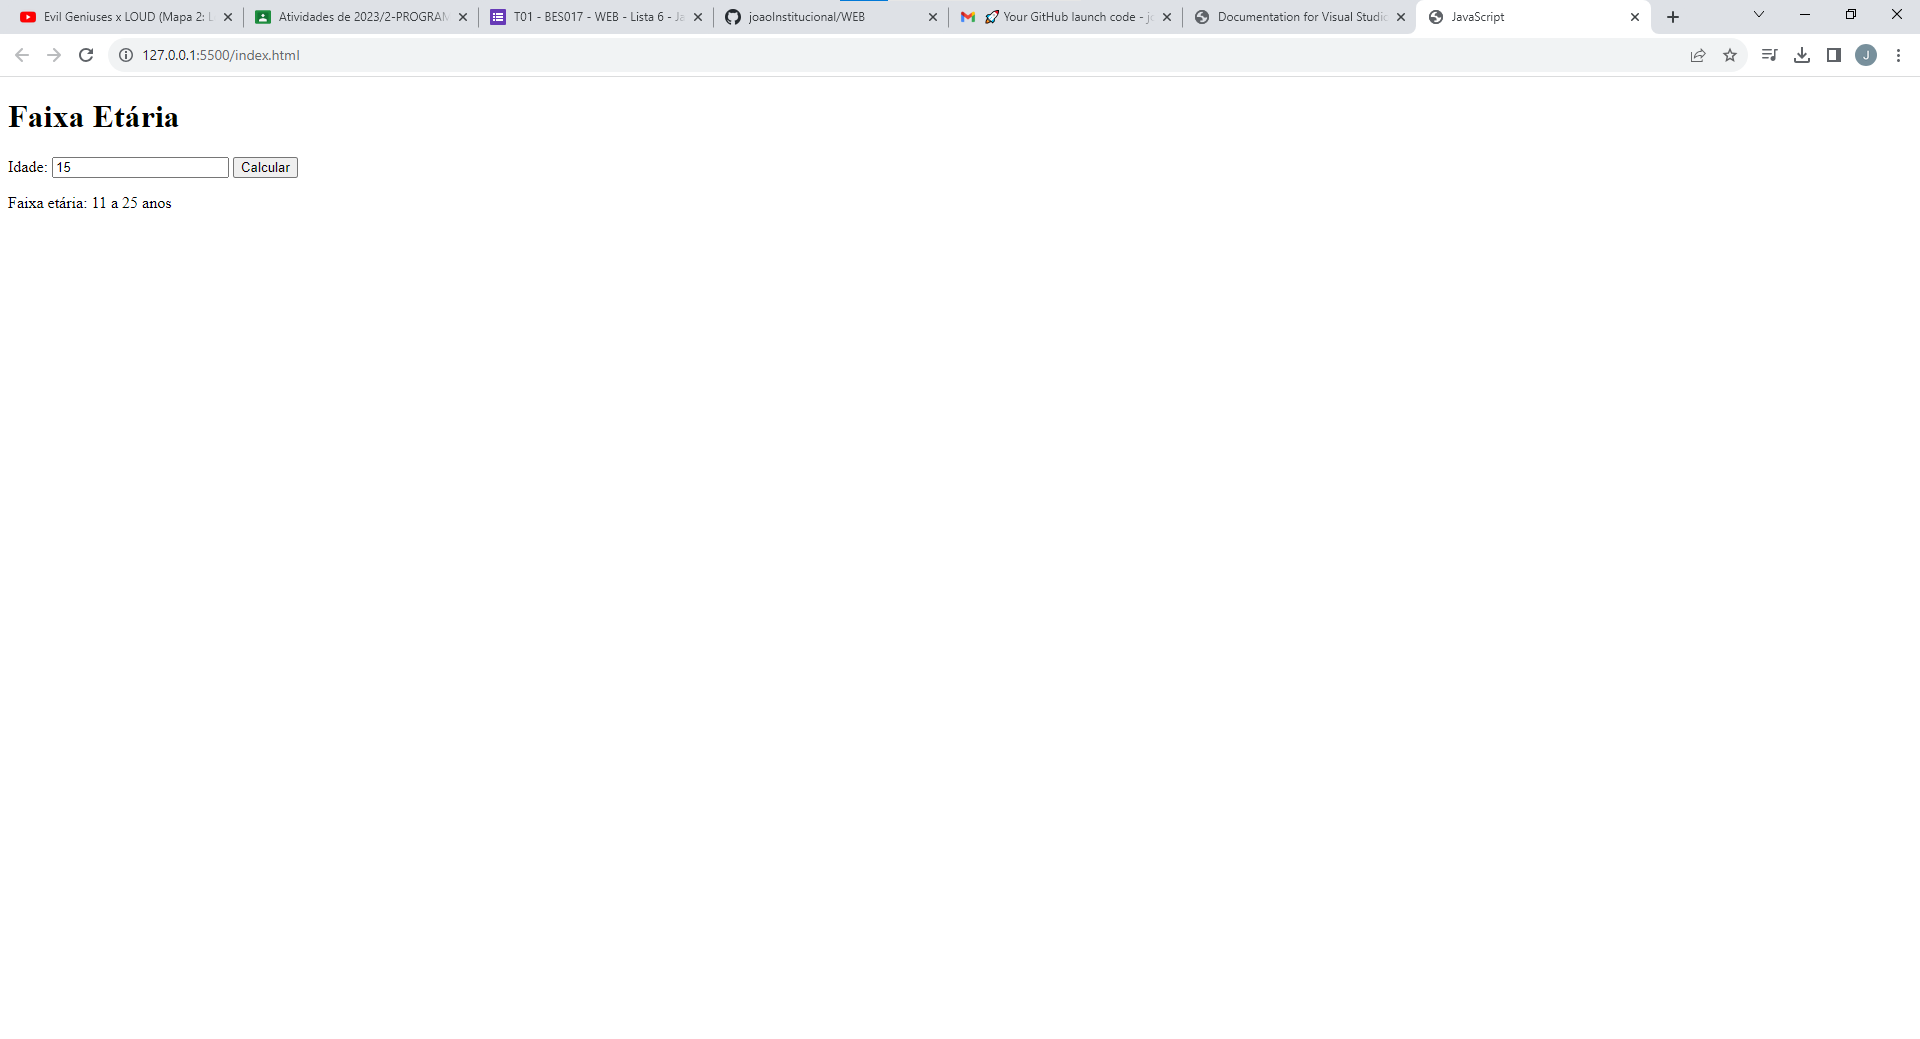 Evil Geniuses x LOUD (Mapa 2: L
Atividades de 2023/2-PROGRAM
T01 - BES017 - WEB - Lista 6 - Ja
joaoInstitucional/WEB
Your GitHub launch code - jo
Documentation for Visual Studio
JavaScript
127.0.0.1:5500/index.html
J
Faixa Etária
Idade: 15 Calcular
Faixa etária: 11 a 25 anos